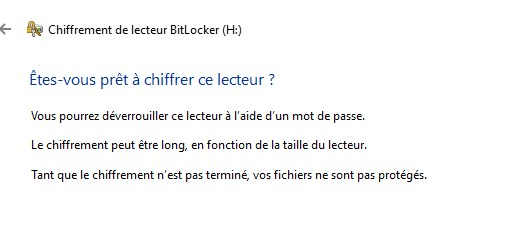 Chiffrement de lecteur BitLocker (H:)
Êtes-vous prêt à chiffrer ce lecteur ?
Vous pourrez déverrouiller ce lecteur à l'aide d'un mot de passe.
Le chiffrement peut être long, en fonction de la taille du lecteur.
Tant que le chiffrement n'est pas terminé, vos fichiers ne sont pas protégés.